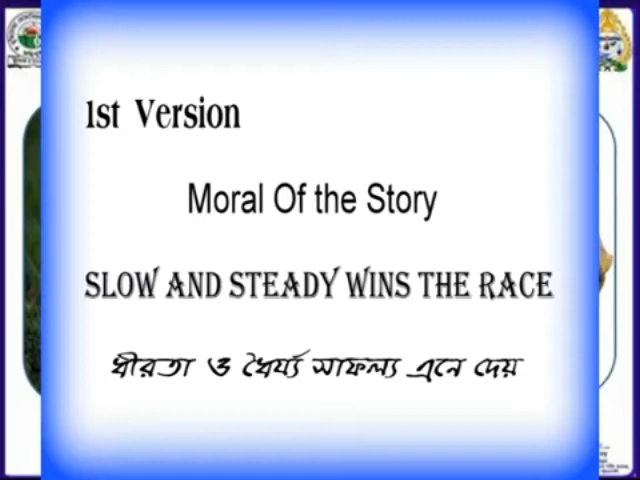 1st Version
Moral Of the Story
SLOW AND STEADY WINS THE RACE
ধীরতা ও ধৈর্য্য সাফল্য এনে দেয়